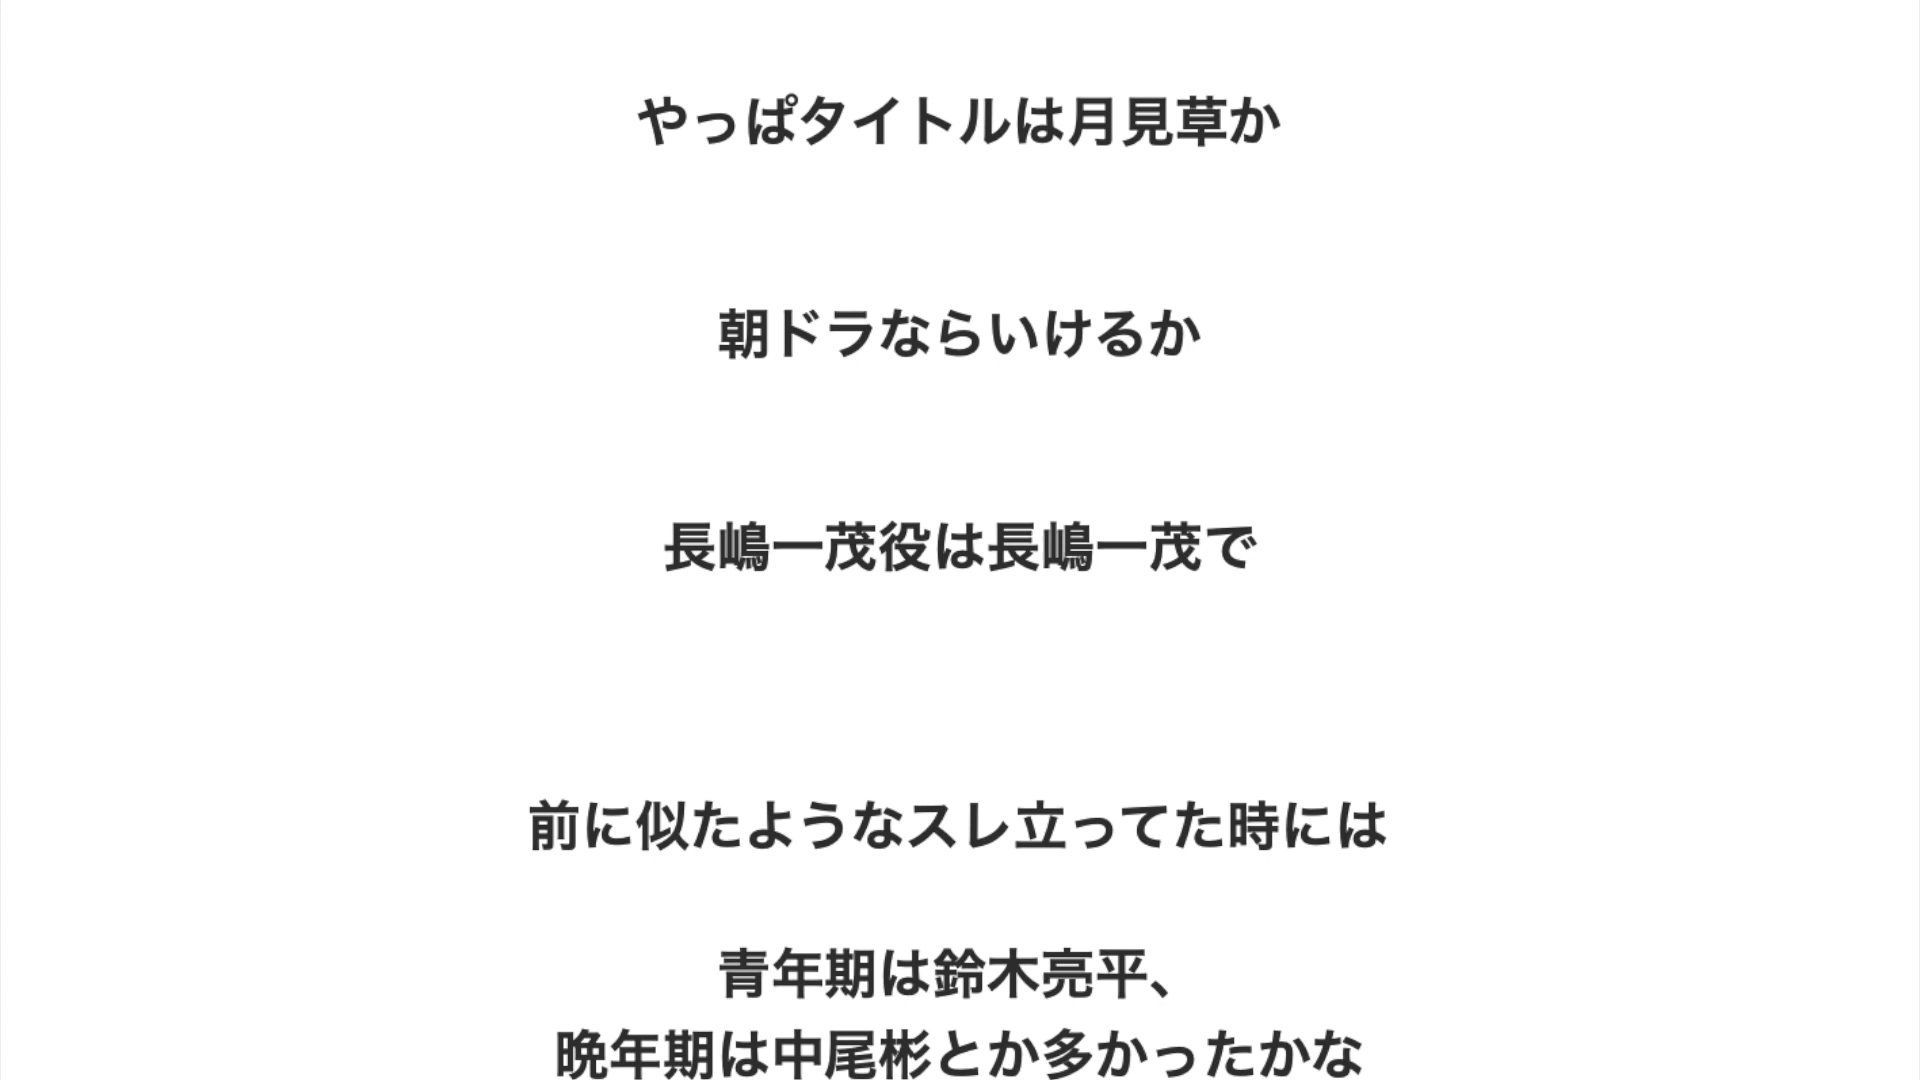 やっぱタイトルは月見草か
朝ドラならいけるか
長嶋一茂役は長嶋一茂で
前に似たようなスレ立ってた時には
青年期は鈴木亮平、
晩年期は中尾彬とか多かったかな